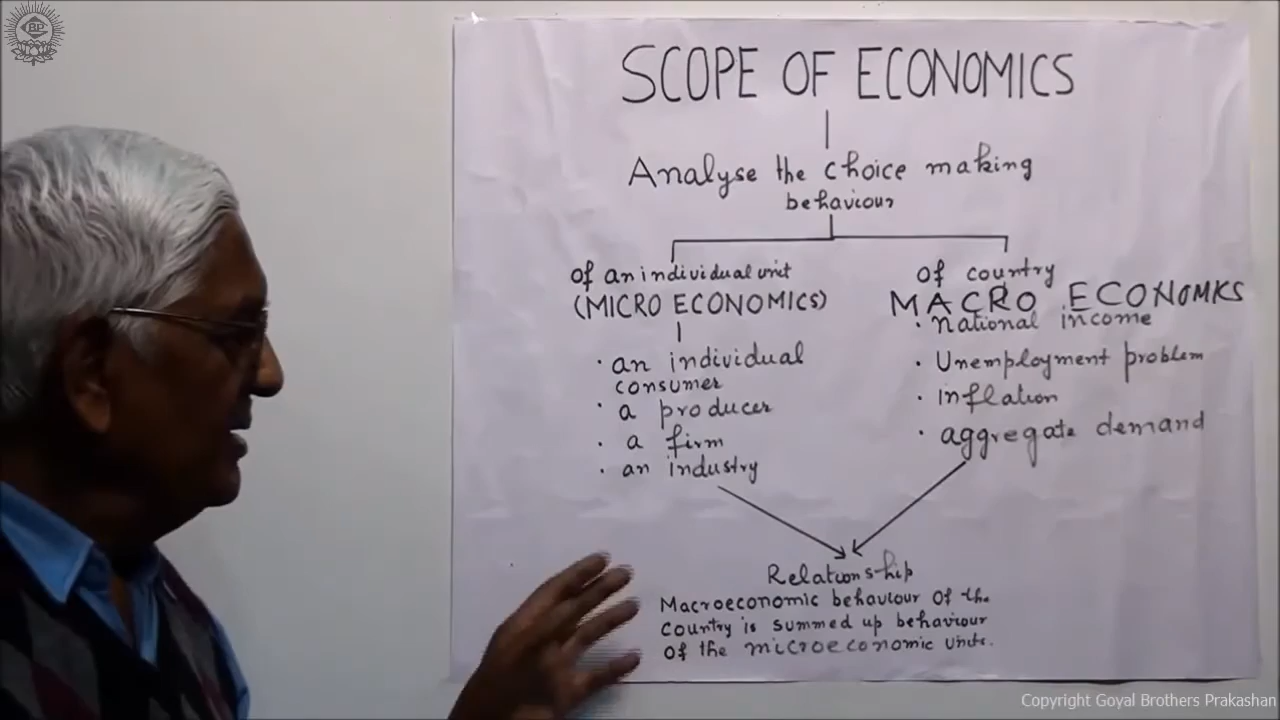 BP
SCOPE OF ECONOMICS
Analyse the choice making
behaviour
of an individual unit
(MICRO ECONOMICS)
· an individual
consumer
· a producer
· a firm
· an industry
of country
MACRO ECONOMICS
· national income
· Unemployment problem
· inflation
· aggregate demand
Relationship
Macroeconomic behaviour of the
country is summed up behaviour
of the microeconomic units.
Copyright Goyal Brothers Prakashan